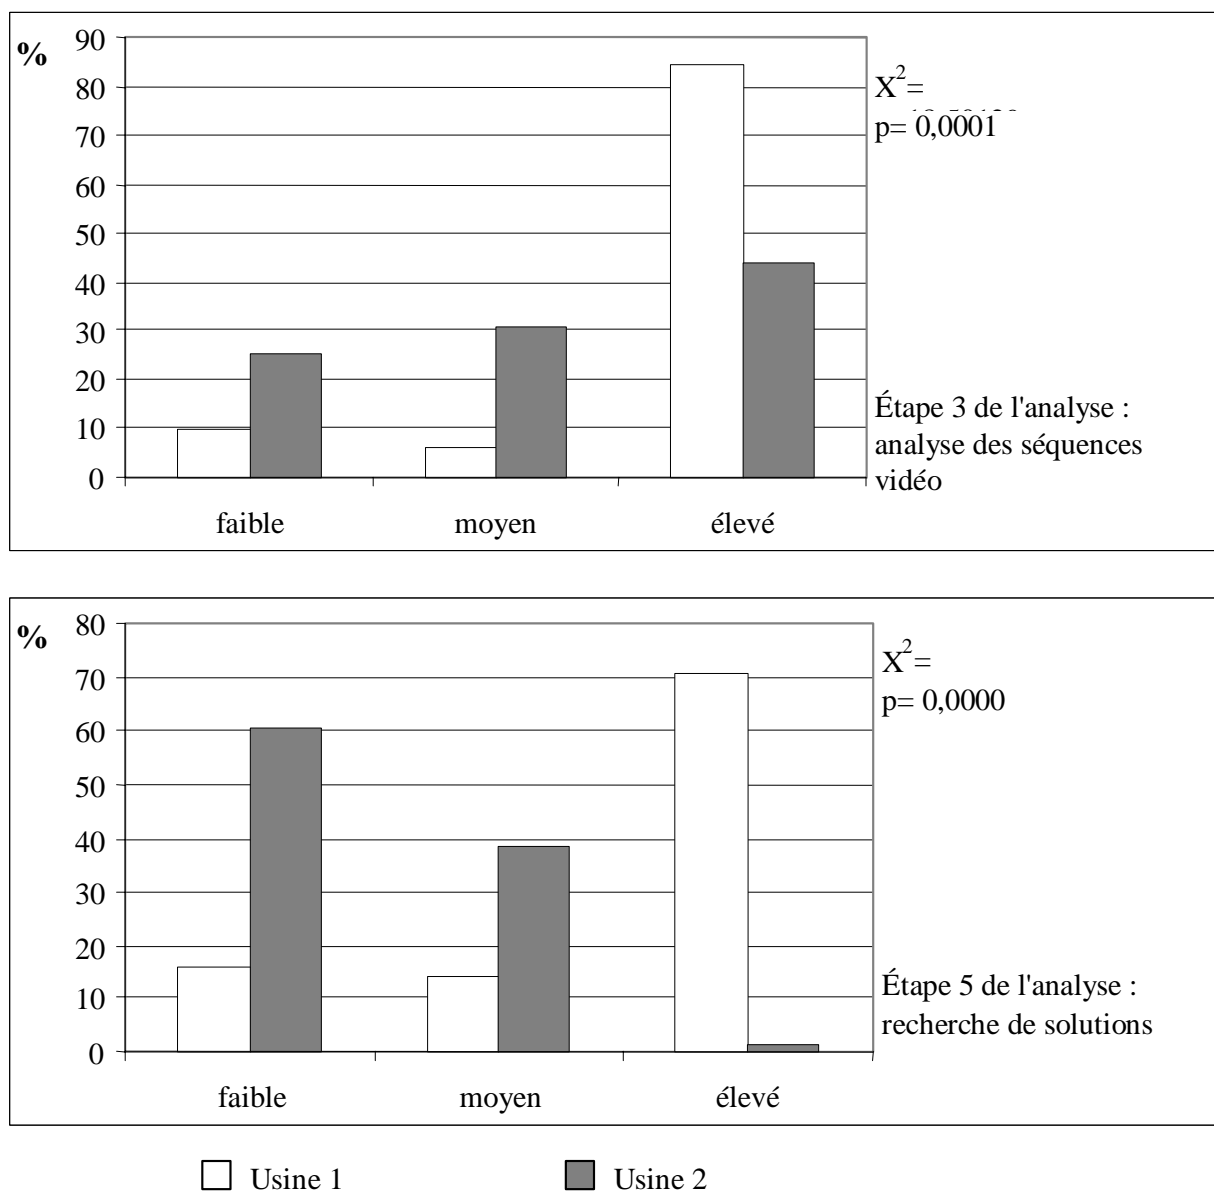 %
90
80
70
60
50
40
30
20
10
0
faible moyen élevé
X2=
p= 0,0001
Étape 3 de l'analyse :
analyse des séquences
vidéo
%
80
70
60
50
40
30
20
10
0
faible moyen élevé
X2=
p= 0,0000
Étape 5 de l'analyse :
recherche de solutions
Usine 1 Usine 2